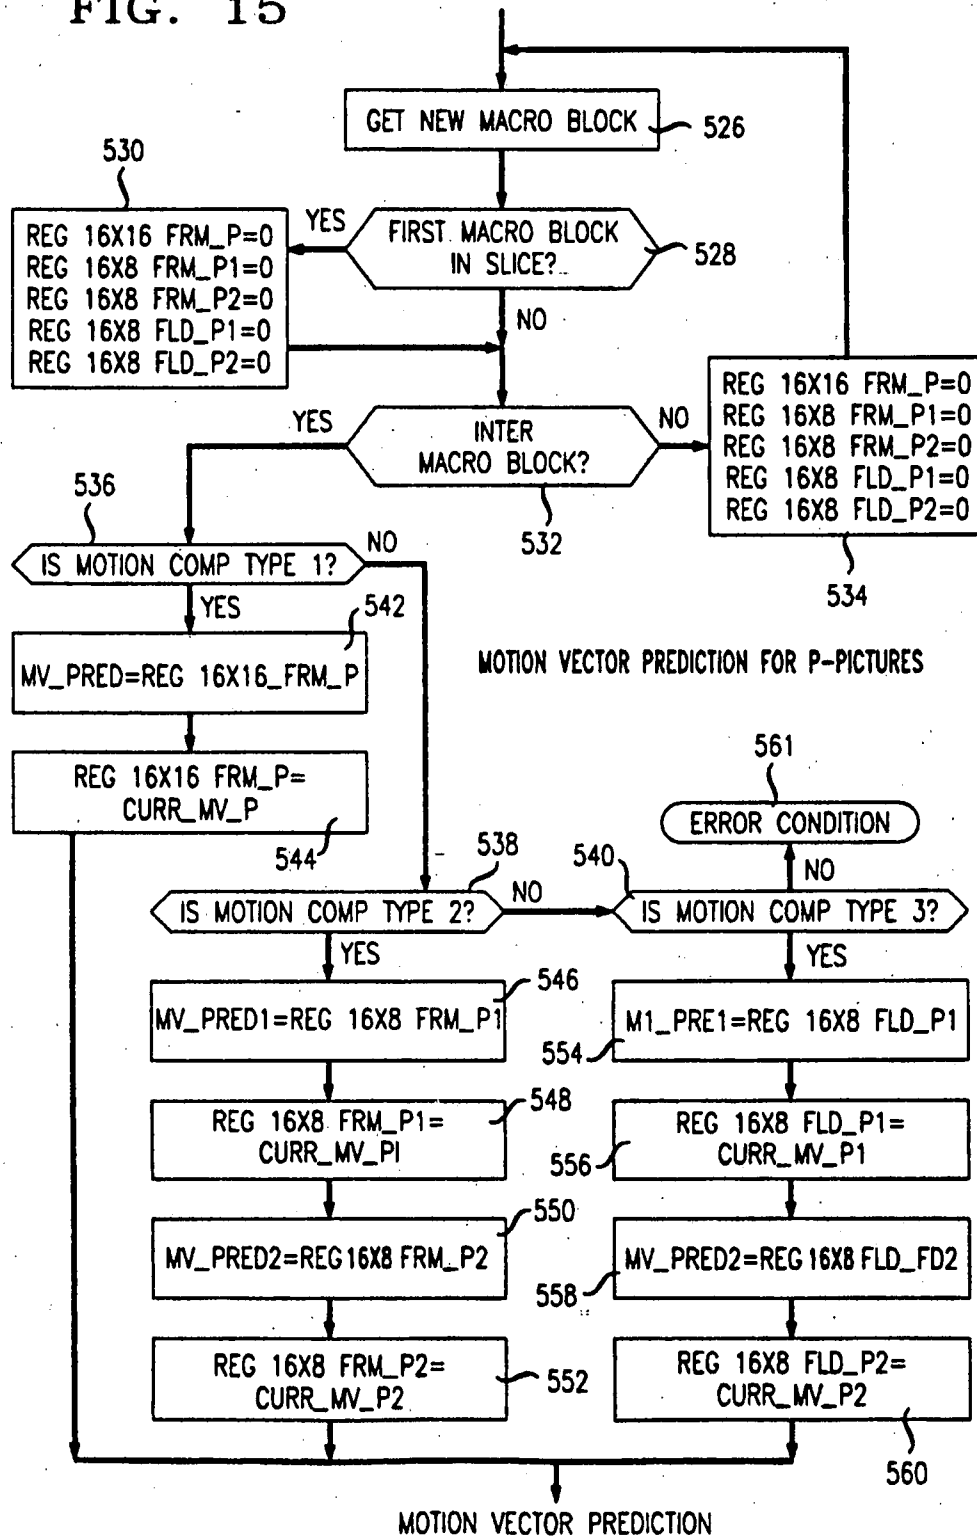 FIG. 15
GET NEW MACRO BLOCK
526
530
REG 16X16 FRM_P=0
REG 16X8 FRM_P1=0
REG 16X8 FRM_P2=0
REG 16X8 FLD_P1=0
REG 16X8 FLD_P2=0
YES
FIRST MACRO BLOCK
IN SLICE?
528
NO
YES
INTER
MACRO BLOCK?
532
NO
REG 16X16 FRM_P=0
REG 16X8 FRM_P1=0
REG 16X8 FRM_P2=0
REG 16X8 FLD_P1=0
REG 16X8 FLD_P2=0
534
536
IS MOTION COMP TYPE 1?
NO
YES
542
MV_PRED=REG 16X16_FRM_P
MOTION VECTOR PREDICTION FOR P-PICTURES
REG 16X16 FRM_P=
CURR_MV_P
544
561
ERROR CONDITION
NO
538
IS MOTION COMP TYPE 2?
NO
540
IS MOTION COMP TYPE 3?
YES
YES
546
MV_PRED1=REG 16X8 FRM_P1
554
M1_PRE1=REG 16X8 FLD_P1
548
REG 16X8 FRM_P1=
CURR_MV_PI
556
REG 16X8 FLD_P1=
CURR_MV_P1
550
MV_PRED2=REG16X8 FRM_P2
558
MV_PRED2=REG16X8 FLD_FD2
REG 16X8 FRM_P2=
CURR_MV_P2
552
REG 16X8 FLD_P2=
CURR_MV_P2
560
MOTION VECTOR PREDICTION